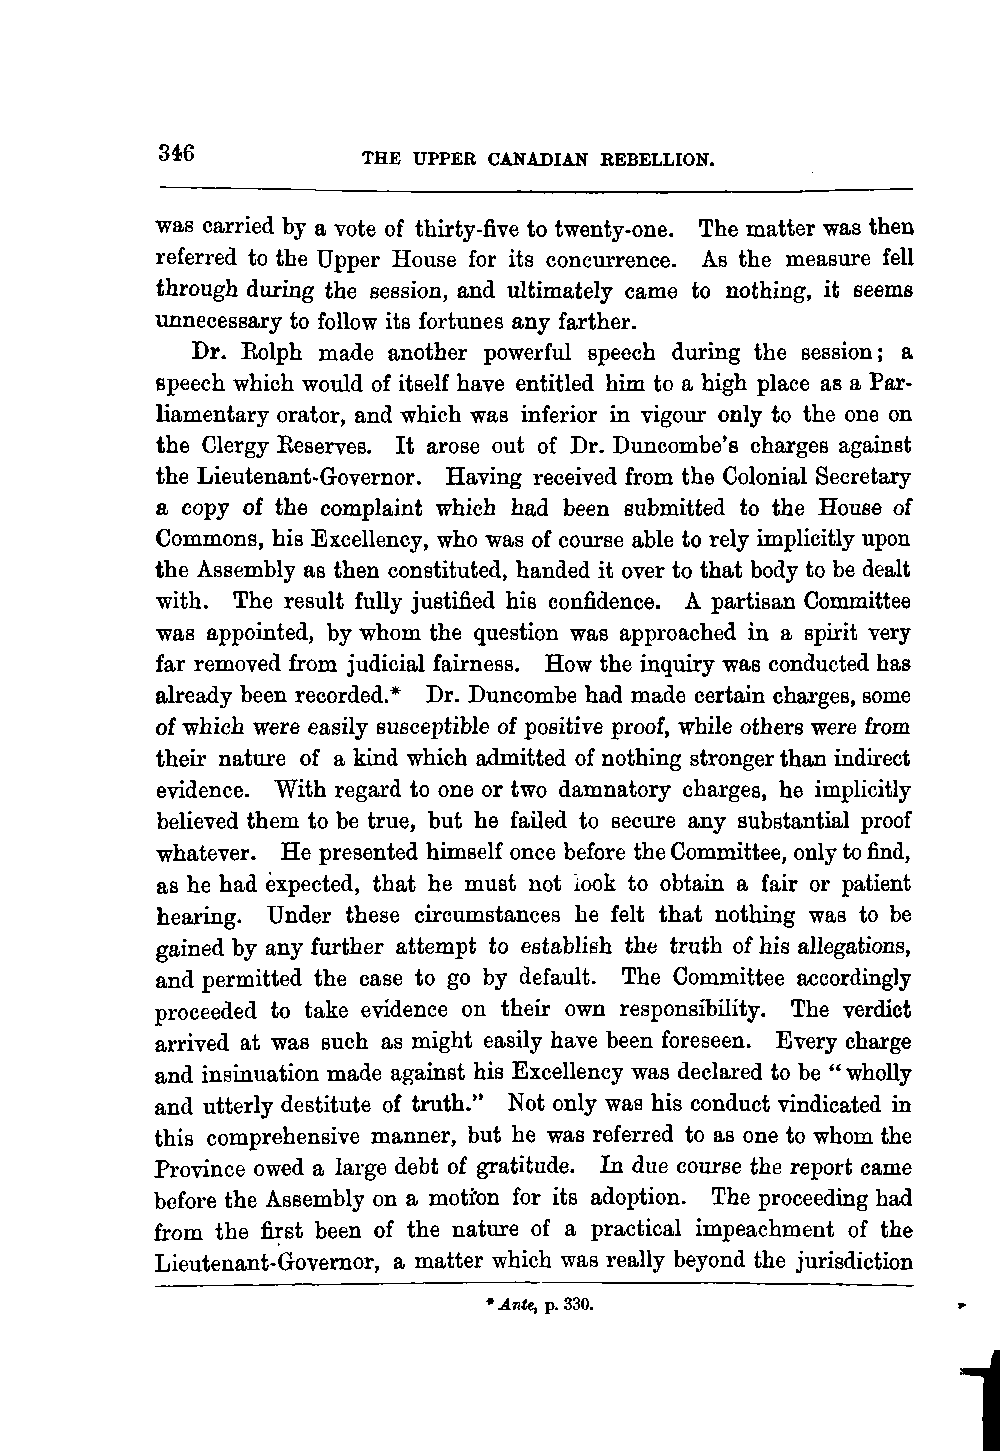 346
THE UPPER CANADIAN REBELLION.
was carried by a vote of thirty-five to twenty-one. The matter was then
referred to the Upper House for its concurrence. As the measure fell
through during the session, and ultimately came to nothing, it seems
unnecessary to follow its fortunes any farther.
Dr. Rolph made another powerful speech during the session; a
speech which would of itself have entitled him to a high place as a Par-
liamentary orator, and which was inferior in vigour only to the one on
the Clergy Reserves. It arose out of Dr. Duncombe's charges against
the Lieutenant-Governor. Having received from the Colonial Secretary
a copy of the complaint which had been submitted to the House of
Commons, his Excellency, who was of course able to rely implicitly upon
the Assembly as then constituted, handed it over to that body to be dealt
with. The result fully justified his confidence. A partisan Committee
was appointed, by whom the question was approached in a spirit very
far removed from judicial fairness. How the inquiry was conducted has
already been recorded.* Dr. Duncombe had made certain charges, some
of which were easily susceptible of positive proof, while others were from
their nature of a kind which admitted of nothing stronger than indirect
evidence. With regard to one or two damnatory charges, he implicitly
believed them to be true, but he failed to secure any substantial proof
whatever. He presented himself once before the Committee, only to find,
as he had expected, that he must not look to obtain a fair or patient
hearing. Under these circumstances he felt that nothing was to be
gained by any further attempt to establish the truth of his allegations,
and permitted the case to go by default. The Committee accordingly
proceeded to take evidence on their own responsibility. The verdict
arrived at was such as might easily have been foreseen. Every charge
and insinuation made against his Excellency was declared to be "wholly
and utterly destitute of truth." Not only was his conduct vindicated in
this comprehensive manner, but he was referred to as one to whom the
Province owed a large debt of gratitude. In due course the report came
before the Assembly on a motion for its adoption. The proceeding had
from the first been of the nature of a practical impeachment of the
Lieutenant-Governor, a matter which was really beyond the jurisdiction
* Ante, p. 330.